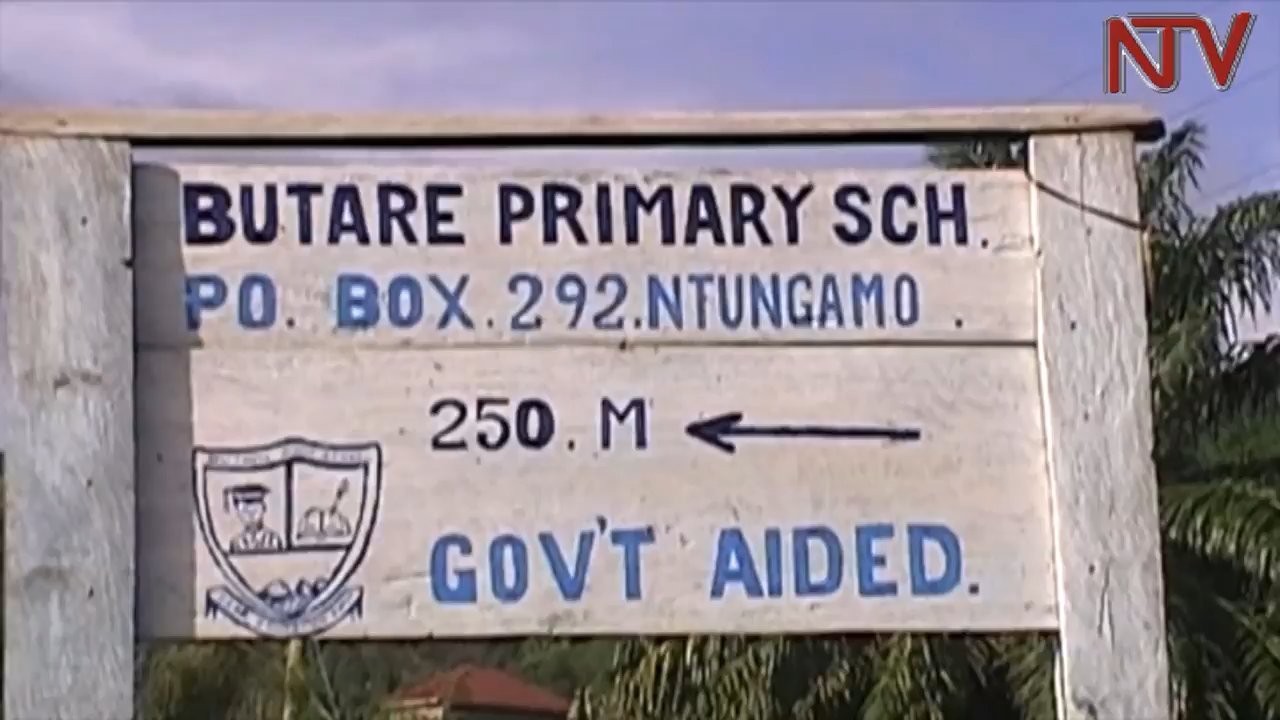 NTV
BUTARE PRIMARY SCH.
PO. BOX. 292. NTUNGAMO.
250. M
GOV'T AIDED.